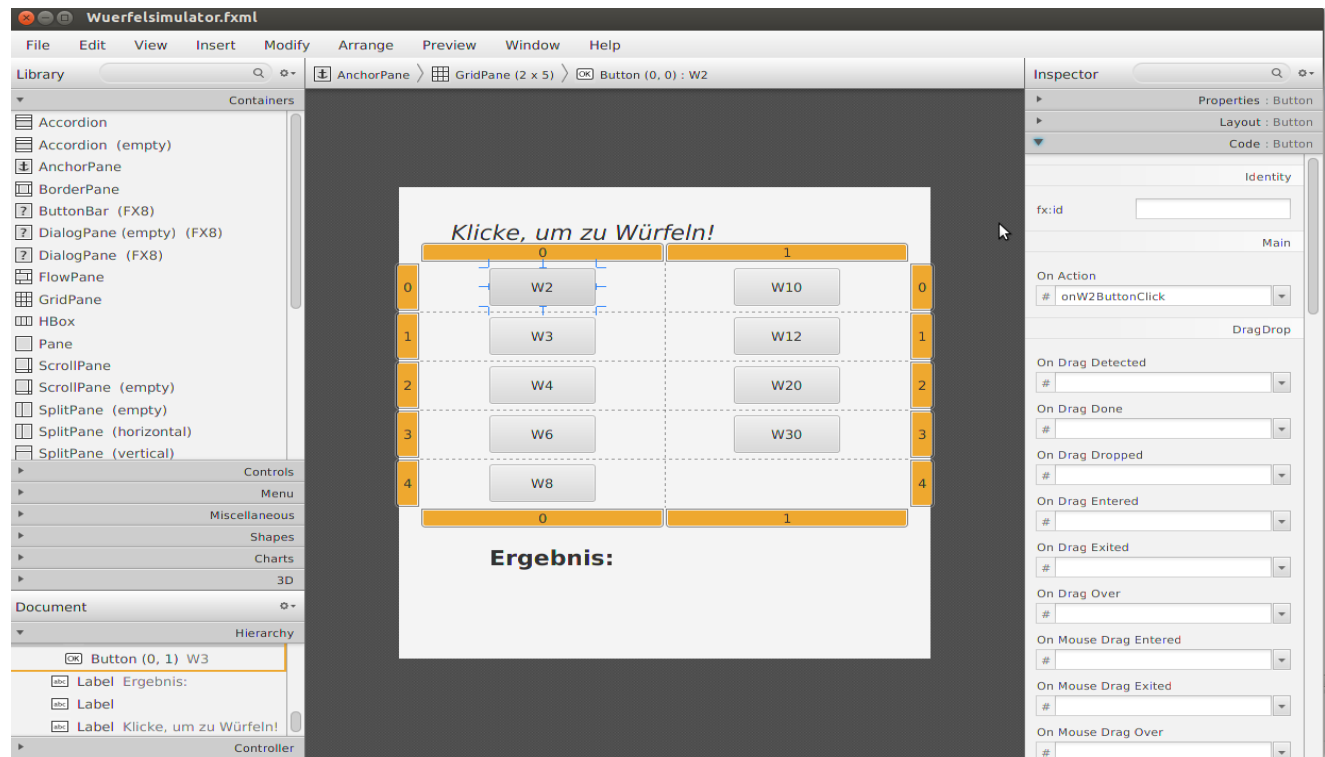 Wuerfelsimulator.fxml
File Edit View Insert Modify Arrange Preview Window Help
Library
AnchorPane GridPane (2 x 5) OK Button (0, 0) : W2
Inspector
Containers
Accordion
Accordion (empty)
AnchorPane
BorderPane
? ButtonBar (FX8)
? DialogPane (empty) (FX8)
? DialogPane (FX8)
FlowPane
GridPane
HBox
Pane
ScrollPane
ScrollPane (empty)
SplitPane (empty)
SplitPane (horizontal)
SplitPane (vertical)
Controls
Menu
Miscellaneous
Shapes
Charts
3D
Document
Hierarchy
OK Button (0, 1) W3
abc Label Ergebnis:
abc Label
abc Label Klicke, um zu Würfeln!
Controller
Klicke, um zu Würfeln!
0 1
0 W2 W10 0
1 W3 W12 1
2 W4 W20 2
3 W6 W30 3
4 W8 4
0 1
Ergebnis:
Properties : Button
Layout : Button
Code : Button
Identity
fx:id
Main
On Action
# onW2ButtonClick
DragDrop
On Drag Detected
#
On Drag Done
#
On Drag Dropped
#
On Drag Entered
#
On Drag Exited
#
On Drag Over
#
On Mouse Drag Entered
#
On Mouse Drag Exited
#
On Mouse Drag Over
#